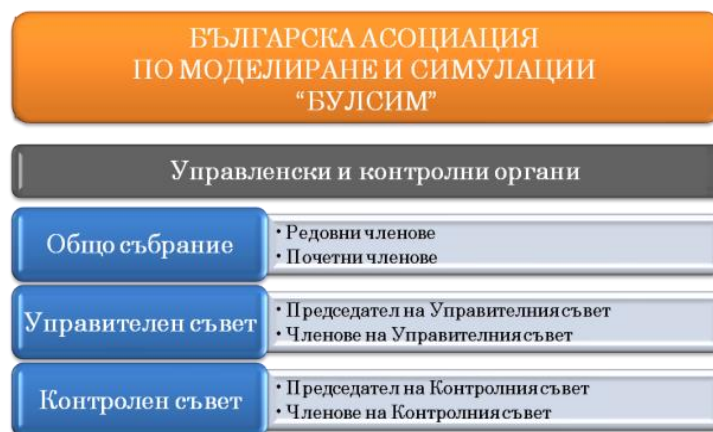 БЪЛГАРСКА АСОЦИАЦИЯ
ПО МОДЕЛИРАНЕ И СИМУЛАЦИИ
“БУЛСИМ”
Управленски и контролни органи
Общо събрание
• Редовни членове
• Почетни членове
Управителен съвет
• Председател на Управителния съвет
• Членове на Управителния съвет
Контролен съвет
• Председател на Контролния съвет
• Членове на Контролния съвет